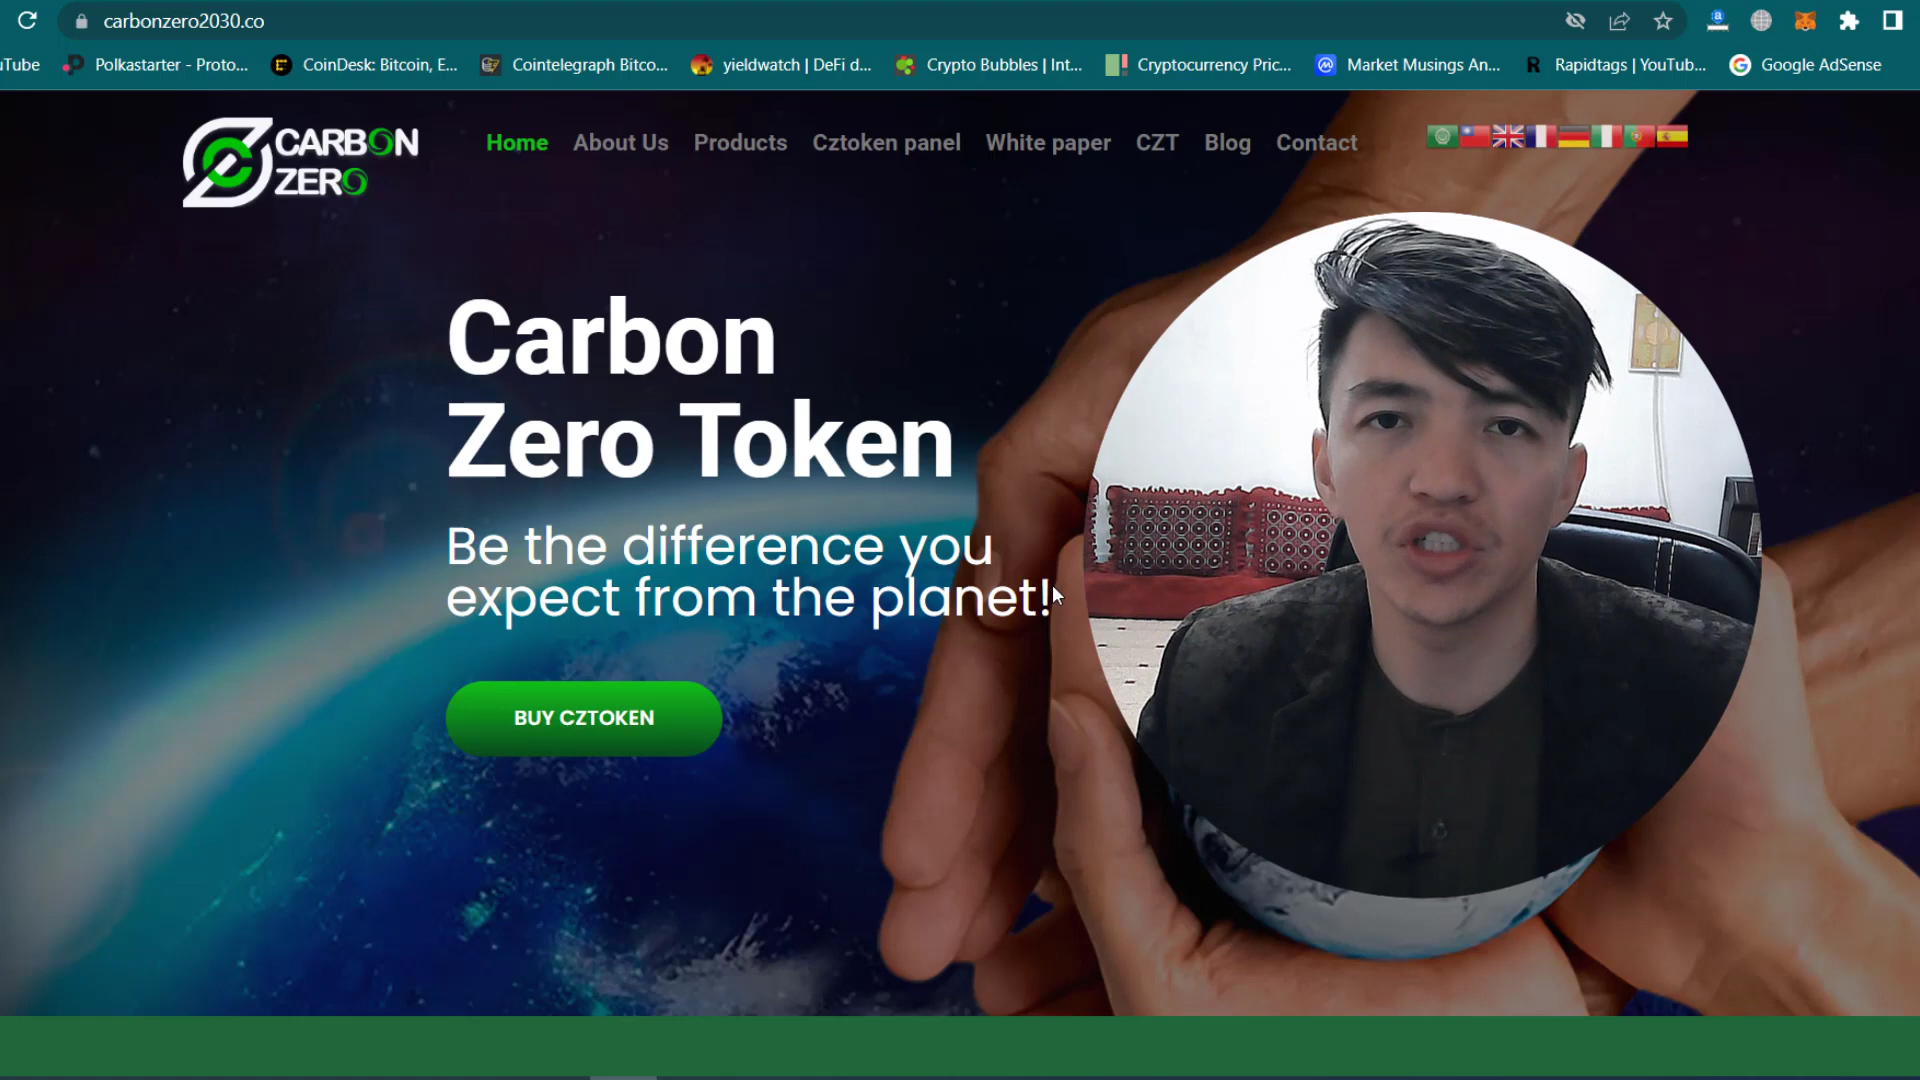 carbonzero2030.co
uTube
Polkastarter - Proto...
CoinDesk: Bitcoin, E...
Cointelegraph Bitco...
yieldwatch | DeFi d...
Crypto Bubbles | Int...
Cryptocurrency Pric...
Market Musings An...
Rapidtags | YouTub...
Google AdSense
CARBON
ZERO
Home
About Us
Products
Cztoken panel
White paper
CZT
Blog
Contact
Carbon
Zero Token
Be the difference you
expect from the planet!
BUY CZTOKEN